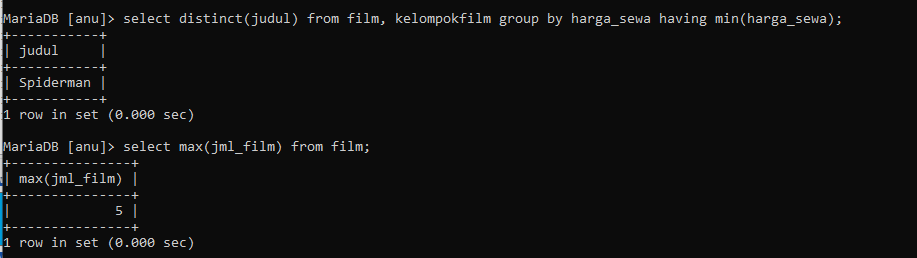 MariaDB [anu]> select distinct(judul) from film, kelompokfilm group by harga_sewa having min(harga_sewa);
+-----------+
| judul     |
+-----------+
| Spiderman |
+-----------+
1 row in set (0.000 sec)
MariaDB [anu]> select max(jml_film) from film;
+---------------+
| max(jml_film) |
+---------------+
|             5 |
+---------------+
1 row in set (0.000 sec)